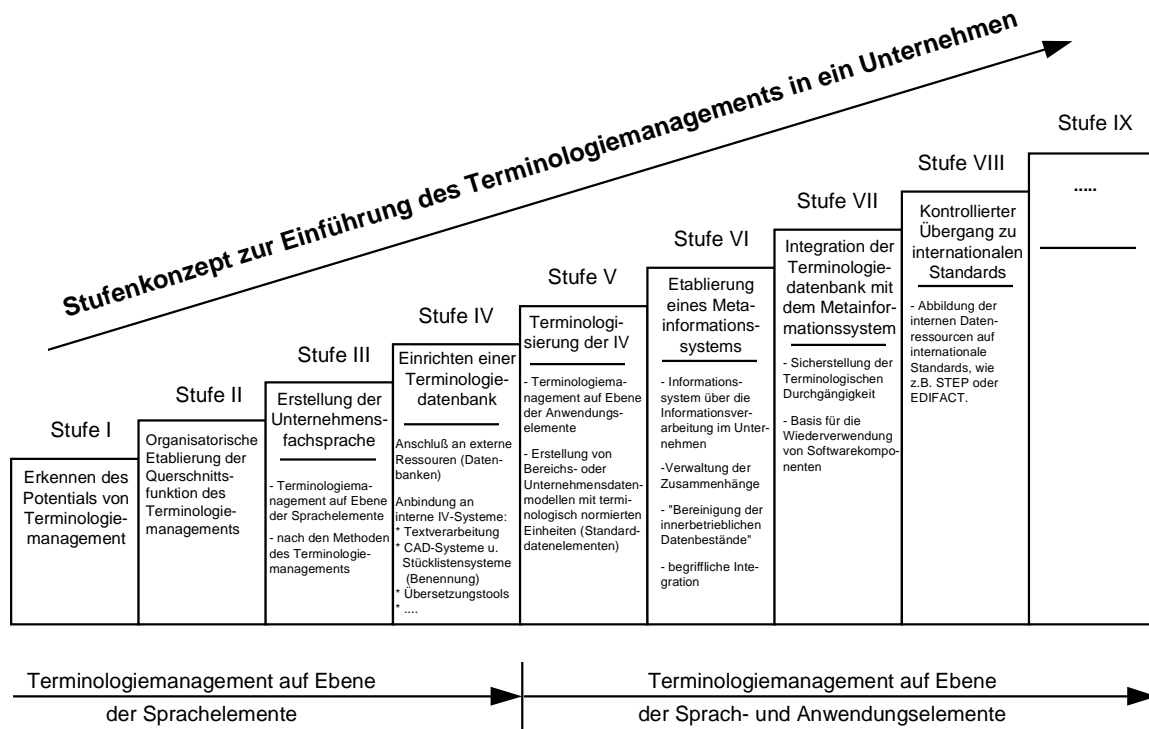 Stufenkonzept zur Einführung des Terminologiemanagements in ein Unternehmen
Stufe I
Erkennen des
Potentials von
Terminologie-
management
Stufe II
Organisatorische
Etablierung der
Querschnitts-
funktion des
Terminologie-
managements
Stufe III
Erstellung der
Unternehmens-
fachsprache
- Terminologiema-
nagement auf Ebene
der Sprachelemente
- nach den Methoden
des Terminologie-
managements
Stufe IV
Einrichten einer
Terminologie-
datenbank
Anschluß an externe
Ressouren (Daten-
banken)
Anbindung an
interne IV-Systeme:
* Textverarbeitung
* CAD-Systeme u.
Stücklistensysteme
(Benennung)
* Übersetzungstools
* ....
Stufe V
Terminologi-
sierung der IV
- Terminologiema-
nagement auf Ebene
der Anwendungs-
elemente
- Erstellung von
Bereichs- oder
Unternehmensdaten-
modellen mit termi-
nologisch normierten
Einheiten (Standard-
datenelementen)
Stufe VI
Etablierung
eines Meta-
informations-
systems
- Informations-
system über die
Informationsver-
arbeitung im Unter-
nehmen
-Verwaltung der
Zusammenhänge
- "Bereinigung der
innerbetrieblichen
Datenbestände"
- begriffliche Inte-
gration
Stufe VII
Integration der
Terminologie-
datenbank mit
dem Metainfor-
mationssystem
- Sicherstellung der
Terminologischen
Durchgängigkeit
- Basis für die
Wiederverwendung
von Softwarekompo-
nenten
Stufe VIII
Kontrollierter
Übergang zu
internationalen
Standards
- Abbildung der
internen Daten-
ressourcen auf
internationale
Standards, wie
z.B. STEP oder
EDIFACT.
Stufe IX
.....
Terminologiemanagement auf Ebene
der Sprachelemente
Terminologiemanagement auf Ebene
der Sprach- und Anwendungselemente